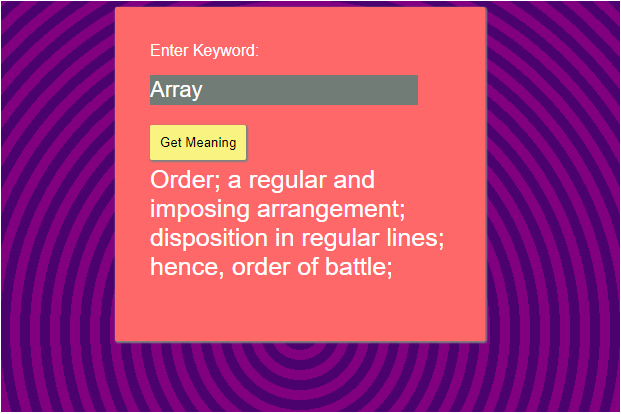 Enter Keyword:
Array
Get Meaning
Order; a regular and
imposing arrangement;
disposition in regular lines;
hence, order of battle;